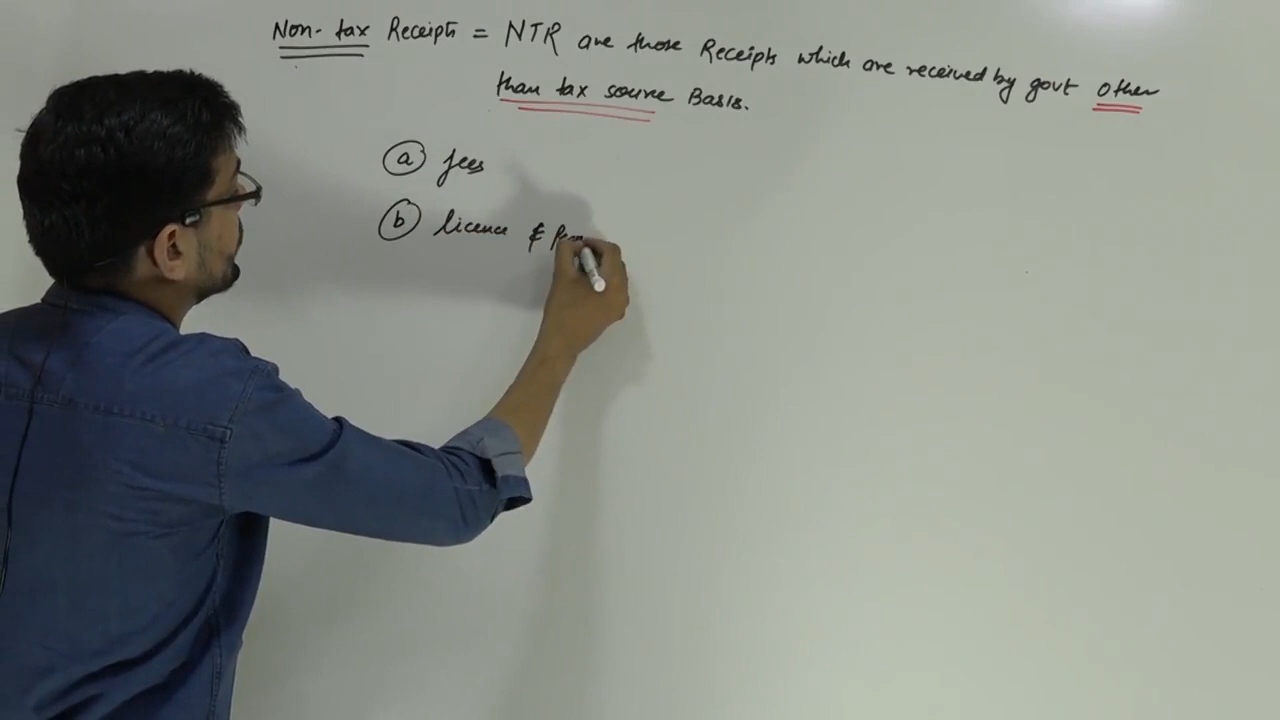 Non-tax Receipts = NTR are those Receipts which are received by govt other
than tax source Basis.
(a) fees
(b) licence &